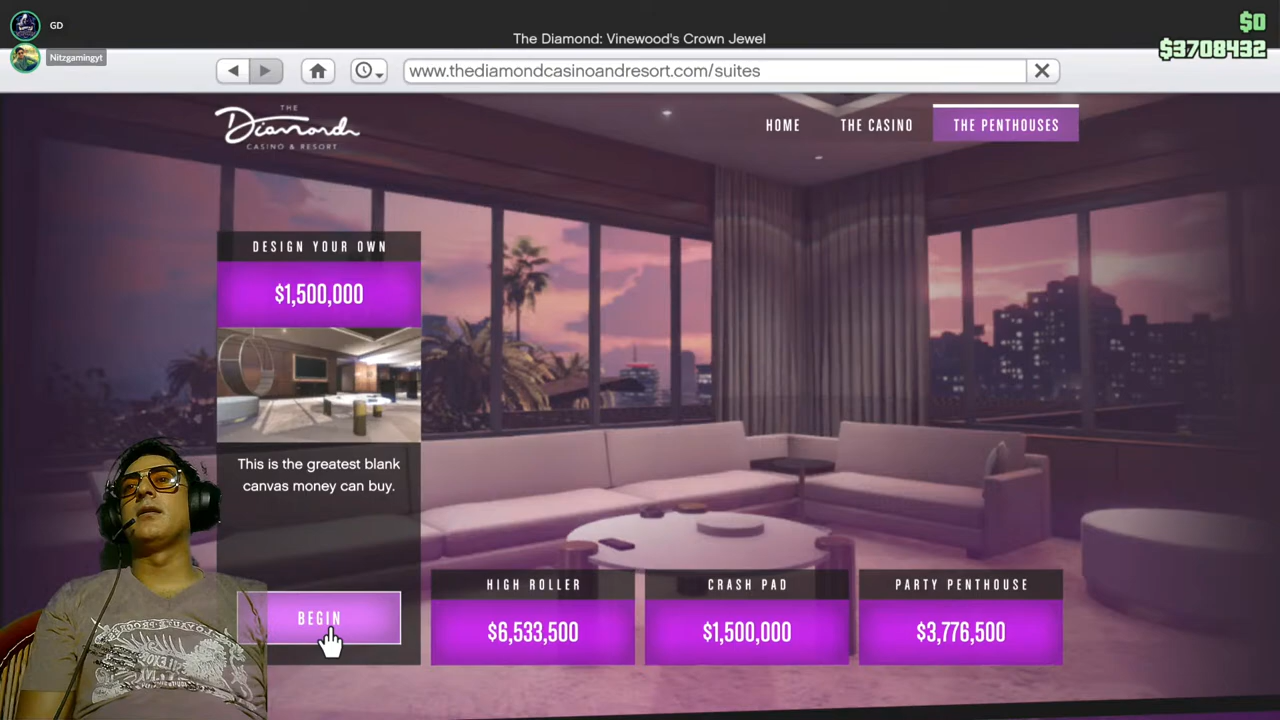 GD
Nitzgamingyt
The Diamond: Vinewood's Crown Jewel
$0
$3708432
www.thediamondcasinoandresort.com/suites
THE
Diamond
CASINO & RESORT
HOME
THE CASINO
THE PENTHOUSES
DESIGN YOUR OWN
$1,500,000
This is the greatest blank
canvas money can buy.
BEGIN
HIGH ROLLER
$6,533,500
CRASH PAD
$1,500,000
PARTY PENTHOUSE
$3,776,500